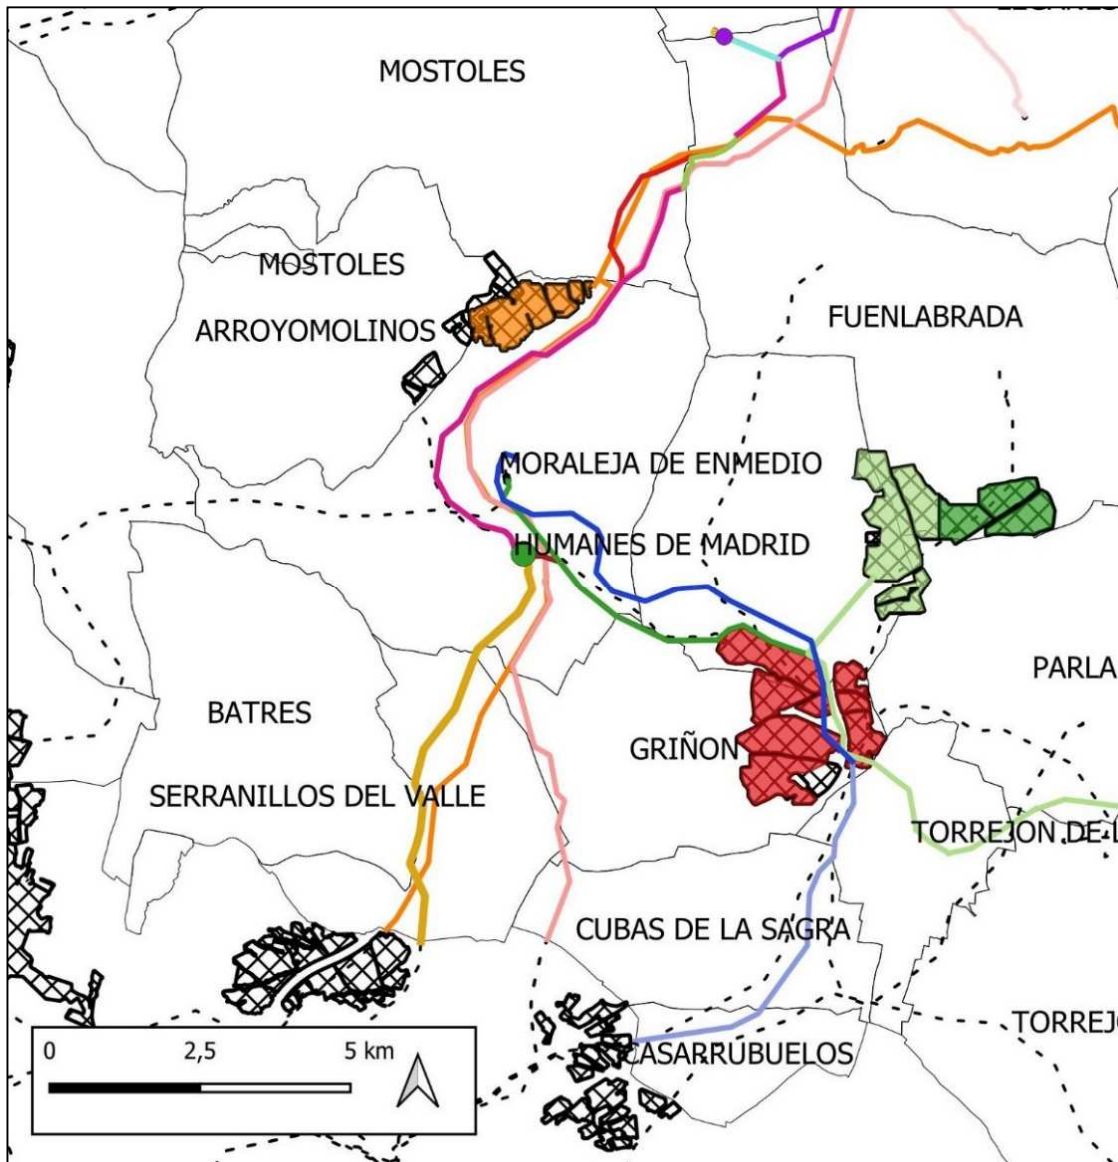 MOSTOLES
MOSTOLES
ARROYOMOLINOS
FUENLABRADA
MORALEJA DE ENMEDIO
HUMANES DE MADRID
PARLA
BATRES
GRIÑON
SERRANILLOS DEL VALLE
TORREJON DE L
CUBAS DE LA SAGRA
TORREJO
CASARRUBUELOS
0 2,5 5 km